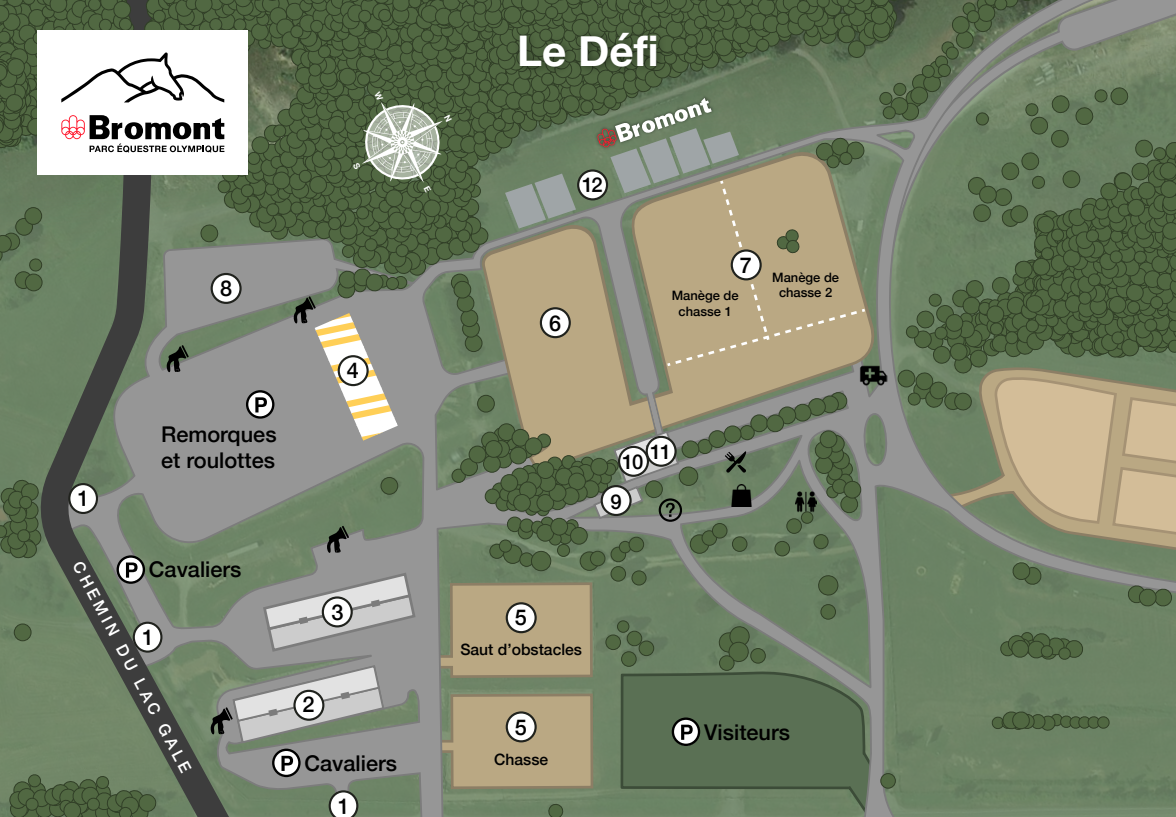 Le Défi
Bromont
PARC ÉQUESTRE OLYMPIQUE
W
N
S
E
Bromont
12
8
7
Manège de
chasse 2
Manège de
chasse 1
6
4
P
Remorques
et roulottes
11
10
9
?
1
P Cavaliers
3
1
CHEMIN DU LAC GALE
2
5
Saut d'obstacles
5
Chasse
P Visiteurs
P Cavaliers
1